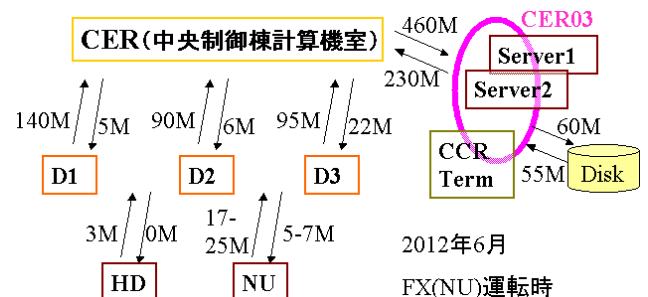 CER03
460M
CER(中央制御棟計算機室)
Server1
230M
Server2
140M
5M
90M
6M
95M
22M
60M
CCR
Term
55M
Disk
D1
D2
D3
3M
0M
17-
25M
5-7M
2012年6月
HD
NU
FX(NU)運転時